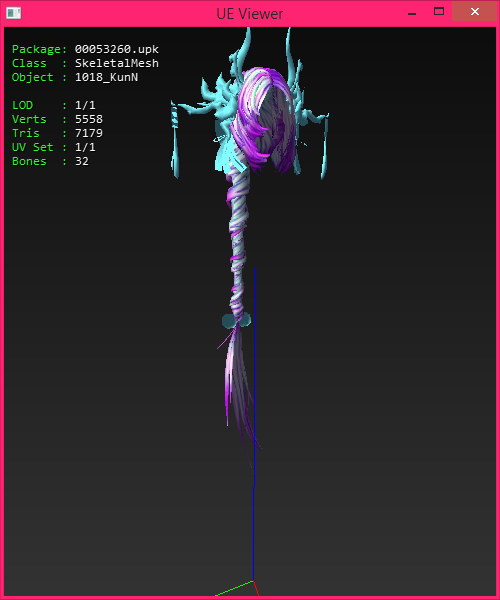 UE Viewer
Package: 00053260.upk
Class : SkeletalMesh
Object : 1018_KunN
LOD : 1/1
Verts : 5558
Tris : 7179
UV Set : 1/1
Bones : 32